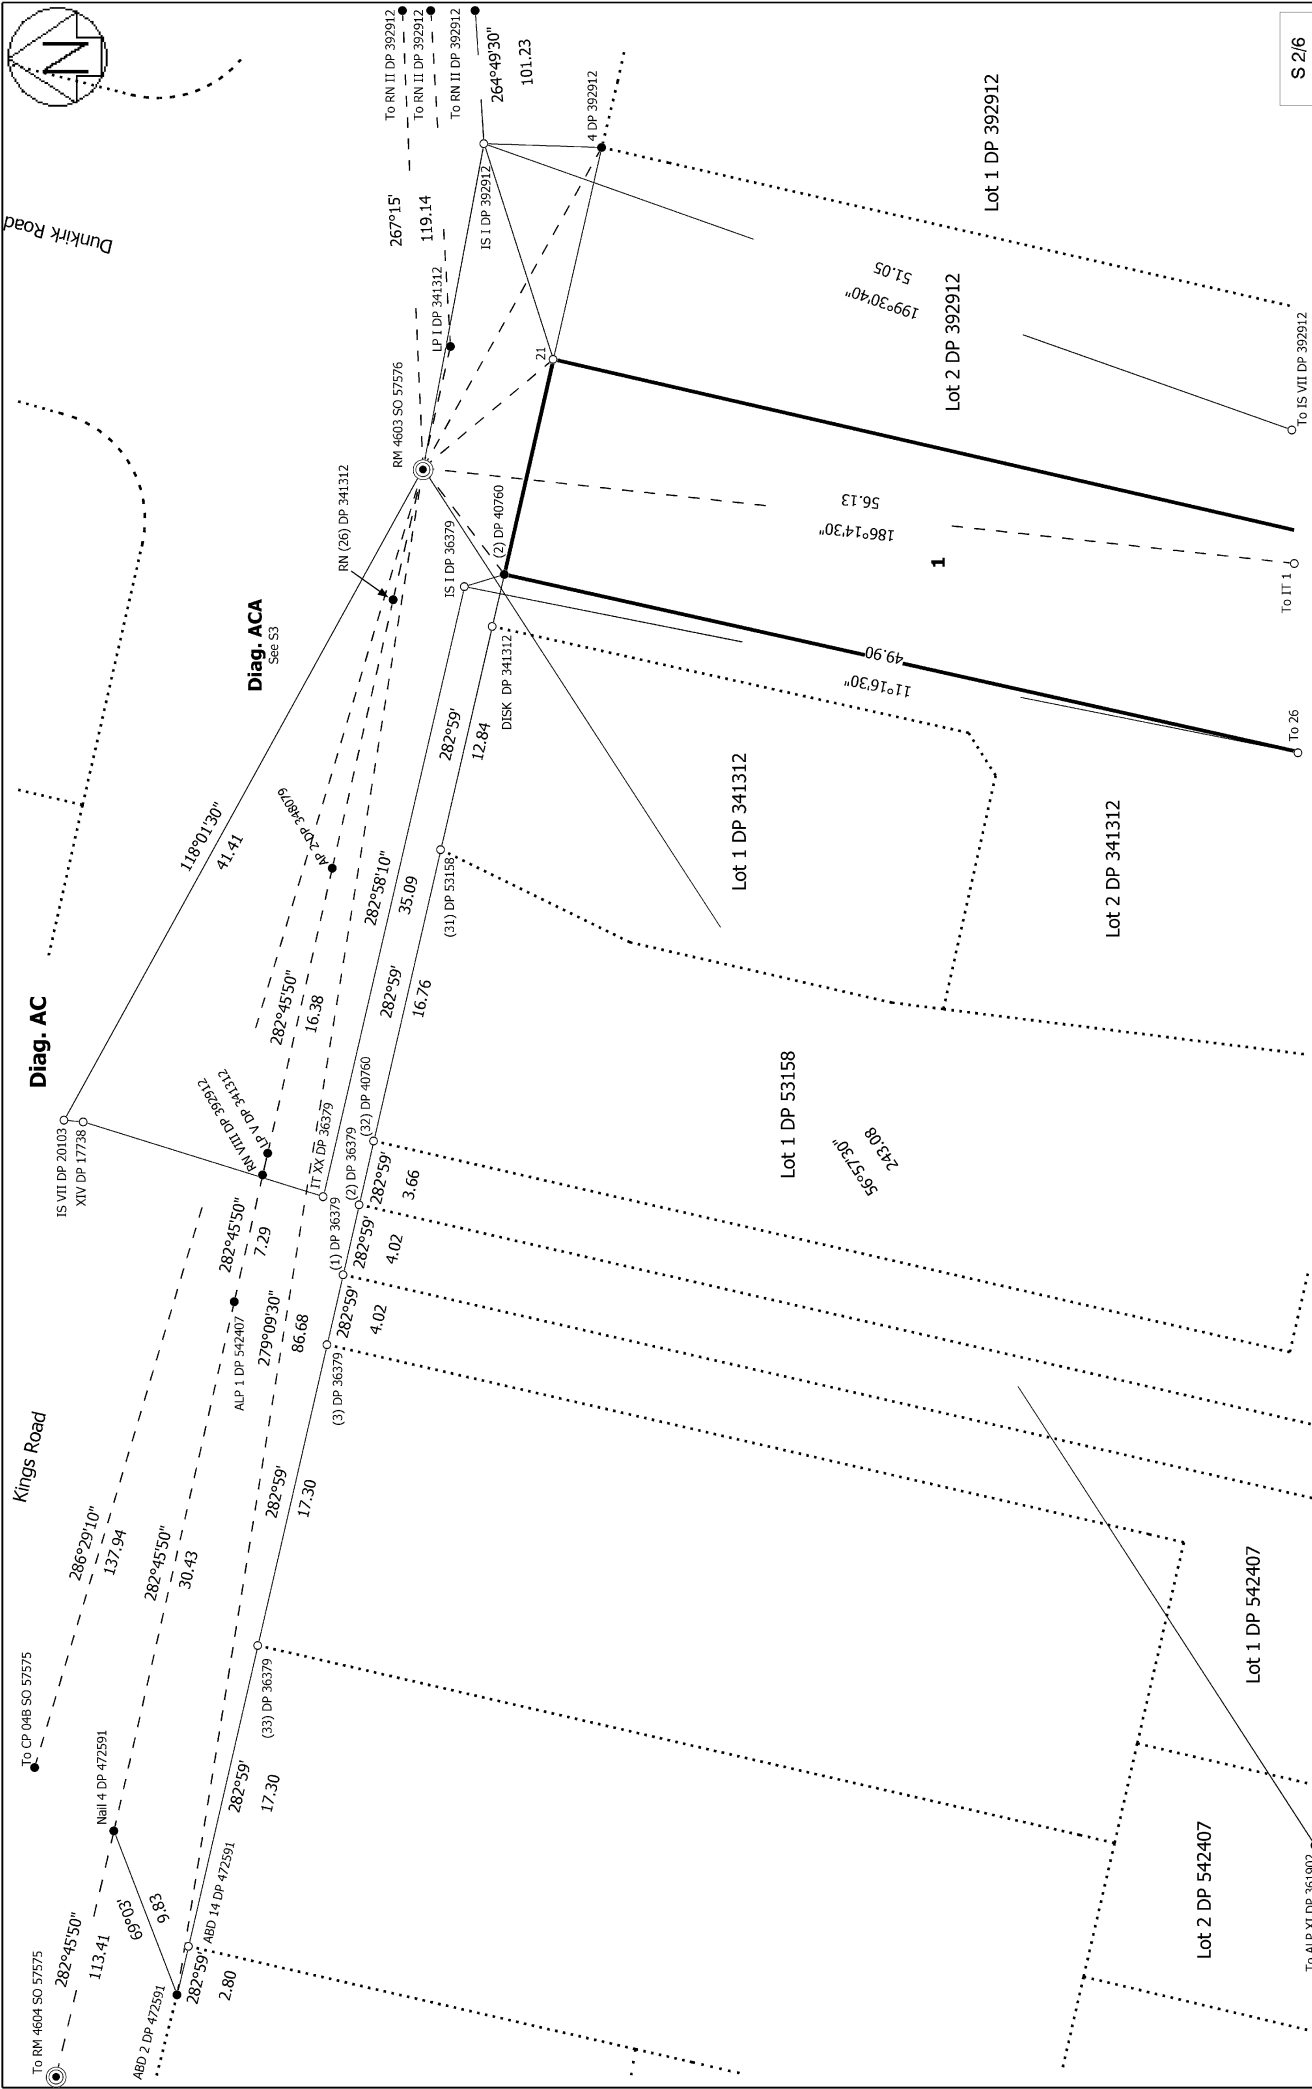 N
S 2/6
Dunkirk Road
Kings Road
Diag. AC
Diag. ACA
See S3
To RN II DP 392912
To RN II DP 392912
To RN II DP 392912
264°49'30"
101.23
4 DP 392912
267°15'
119.14
IS I DP 392912
LP I DP 341312
RM 4603 SO 57576
RN (26) DP 341312
21
(2) DP 40760
IS I DP 36379
DISK DP 341312
282°59'
12.84
118°01'30"
41.41
AP 2 DP 348079
282°58'10"
35.09
(31) DP 53158
282°45'50"
16.38
282°59'
16.76
RN VIII DP 392912
LP V DP 341312
IS VII DP 20103
XIV DP 17738
IT XX DP 36379
(32) DP 40760
(2) DP 36379
(1) DP 36379
282°59'
3.66
282°45'50"
7.29
282°59'
4.02
282°59'
4.02
ALP 1 DP 542407
279°09'30"
86.68
(3) DP 36379
282°59'
17.30
286°29'10"
137.94
282°45'50"
30.43
To CP 04B SO 57575
(33) DP 36379
Nail 4 DP 472591
282°59'
17.30
69°03'
9.83
ABD 14 DP 472591
282°45'50"
113.41
To RM 4604 SO 57575
ABD 2 DP 472591
282°59'
2.80
Lot 1 DP 392912
Lot 2 DP 392912
199°30'40"
51.05
To IS VII DP 392912
186°14'30"
56.13
1
To IT 1
49.90
11°16'30"
To 26
Lot 1 DP 341312
Lot 2 DP 341312
Lot 1 DP 53158
56°57'30"
243.08
Lot 1 DP 542407
Lot 2 DP 542407
To ALP XI DP 361902